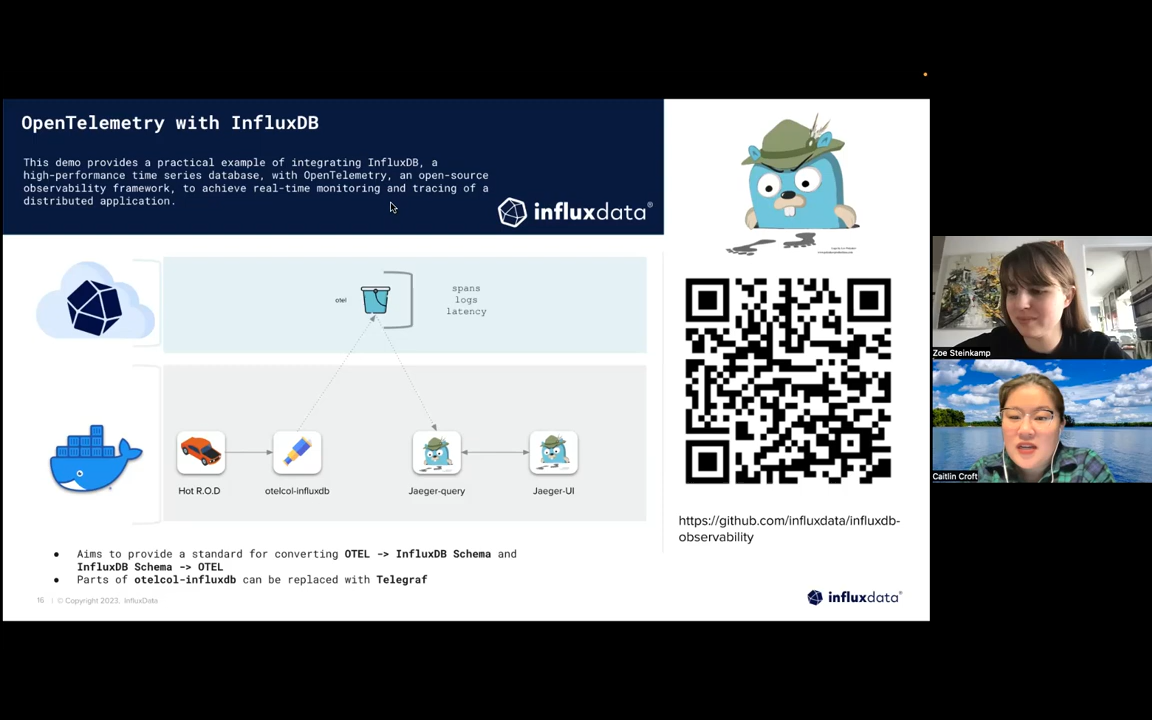 OpenTelemetry with InfluxDB
This demo provides a practical example of integrating InfluxDB, a
high-performance time series database, with OpenTelemetry, an open-source
observability framework, to achieve real-time monitoring and tracing of a
distributed application.
influxdata®
otel
spans
logs
latency
Hot R.O.D
otelcol-influxdb
Jaeger-query
Jaeger-UI
https://github.com/influxdata/influxdb-
observability
● Aims to provide a standard for converting OTEL -> InfluxDB Schema and
InfluxDB Schema -> OTEL
● Parts of otelcol-influxdb can be replaced with Telegraf
16 | © Copyright 2023, InfluxData
influxdata®
Zoe Steinkamp
Caitlin Croft